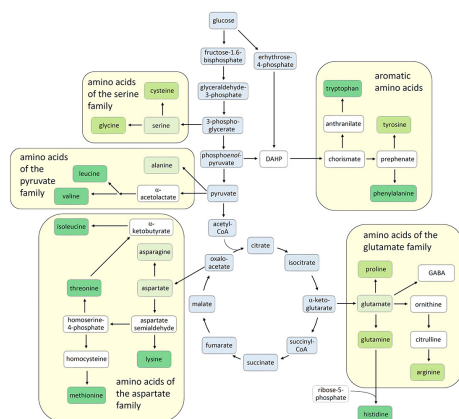 glucose
fructose-1.6-
bisphosphate
erhythrose-
4-phosphate
glyceraldehyde-
3-phosphate
3-phospho-
glycerate
phosphoenol-
pyruvate
DAHP
pyruvate
acetyl-
CoA
amino acids
of the serine
family
cysteine
glycine
serine
aromatic
amino acids
tryptophan
anthranilate
tyrosine
chorismate
prephenate
phenylalanine
amino acids
of the
pyruvate
family
alanine
leucine
valine
α-
acetolactate
isoleucine
α-
ketobutyrate
asparagine
threonine
aspartate
homoserine-
4-phosphate
aspartate
semialdehyde
homocysteine
lysine
methionine
amino acids
of the
aspartate
family
oxalo-
acetate
citrate
isocitrate
α-keto-
glutarate
succinyl-
CoA
succinate
fumarate
malate
amino acids of the
glutamate family
proline
GABA
glutamate
ornithine
glutamine
citrulline
arginine
ribose-5-
phosphate
histidine